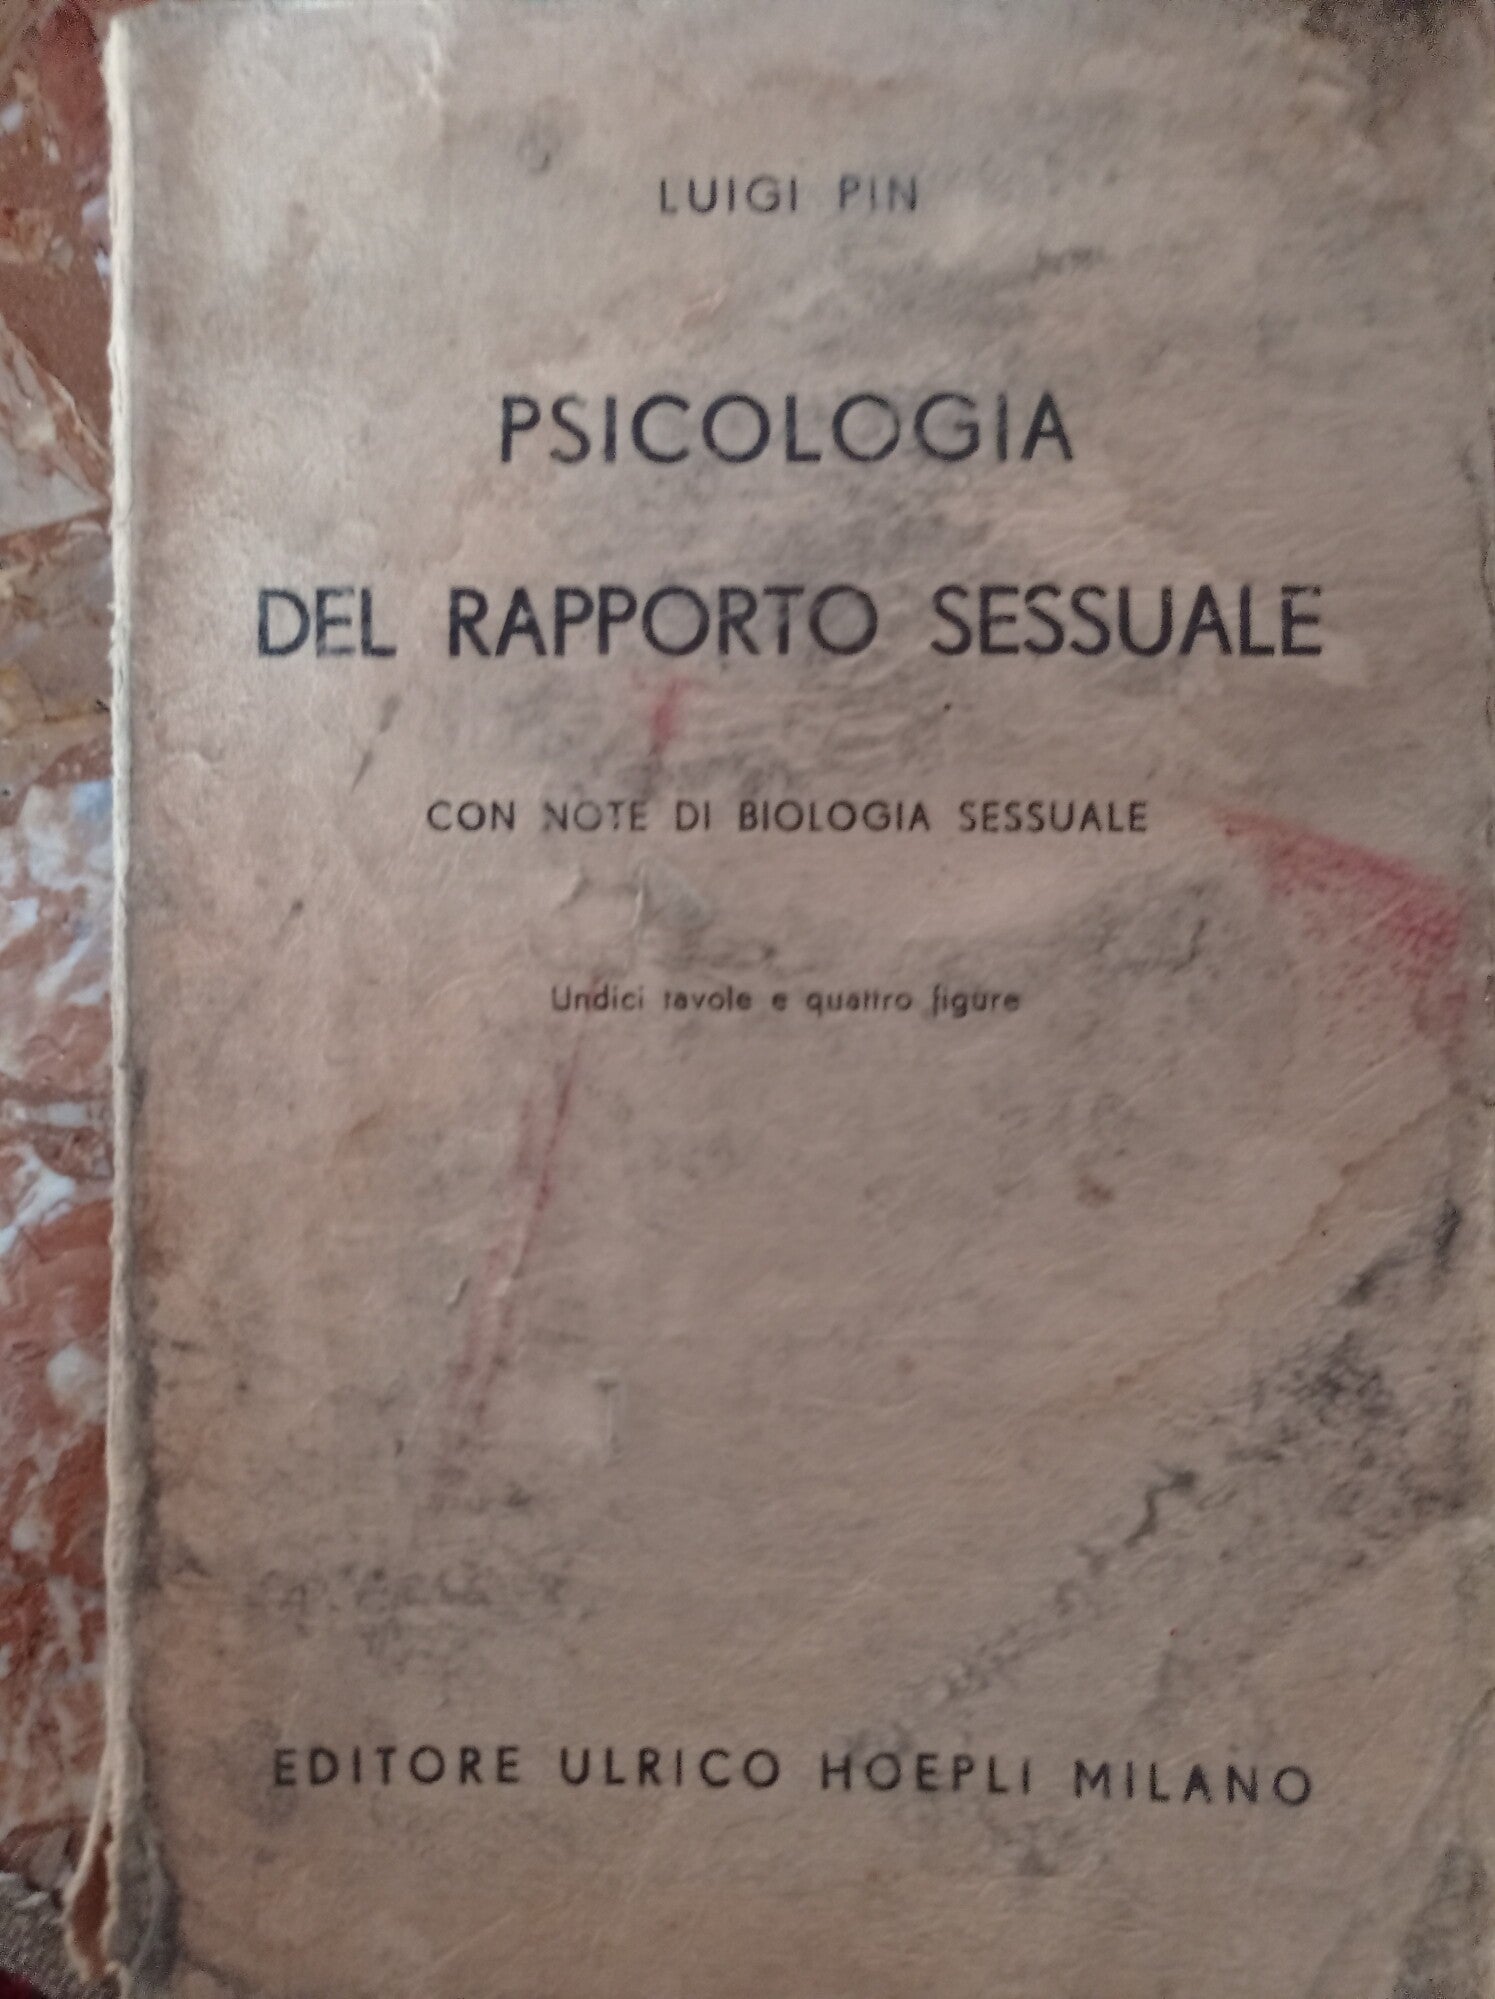 LUIGI PIN
PSICOLOGIA
DEL RAPPORTO SESSUALE
CON NOTE DI BIOLOGIA SESSUALE
Undici tavole e quattro figure
EDITORE ULRICO HOEPLI MILANO